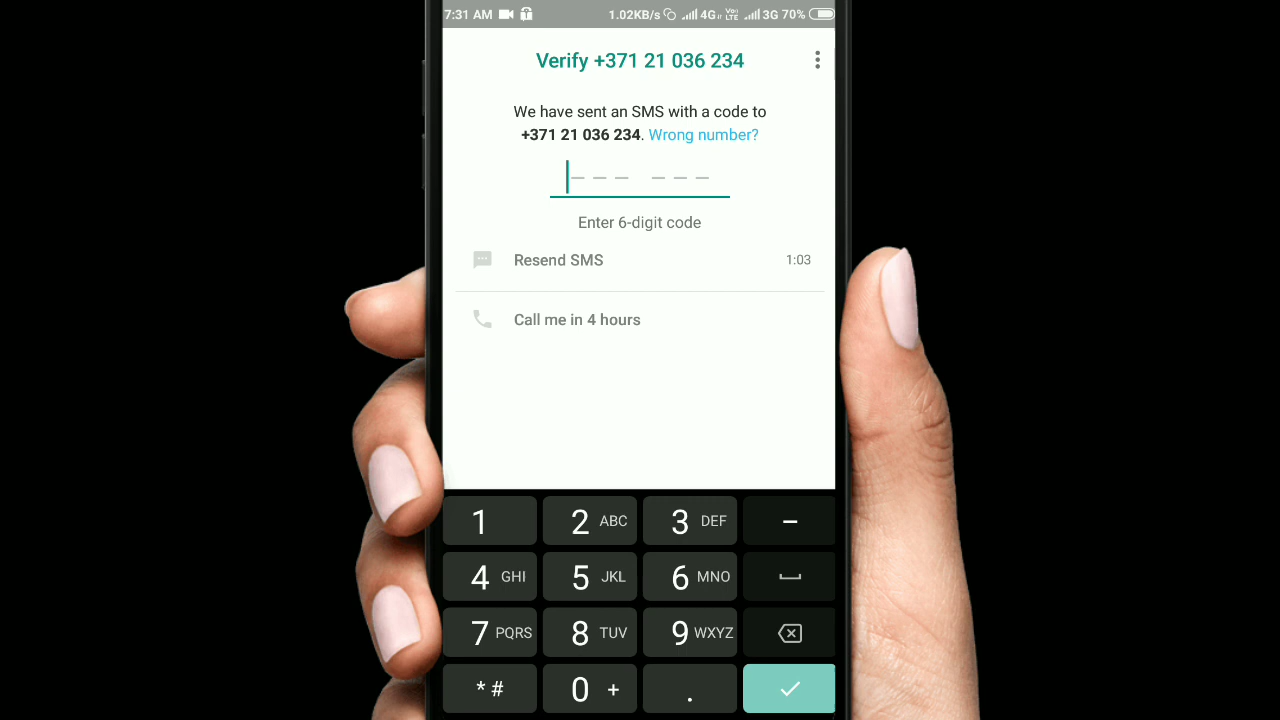 7:31 AM 1.02KB/s 4G VoLTE 3G 70%
Verify +371 21 036 234
We have sent an SMS with a code to
+371 21 036 234. Wrong number?
Enter 6-digit code
Resend SMS 1:03
Call me in 4 hours
1 2 ABC 3 DEF –
4 GHI 5 JKL 6 MNO
7 PQRS 8 TUV 9 WXYZ
* # 0 + .